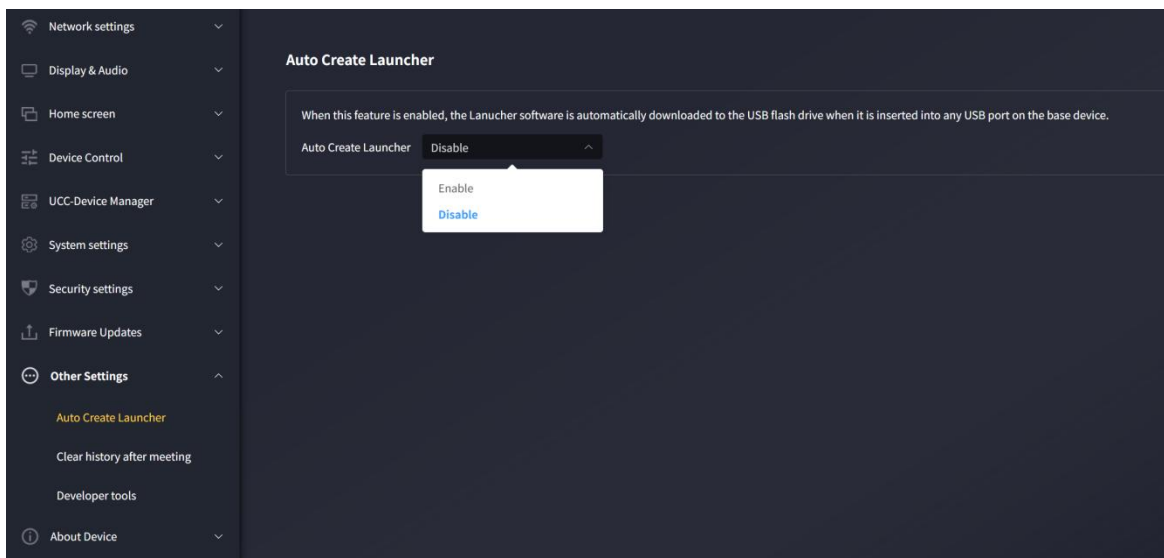 Network settings
Display & Audio
Home screen
Device Control
UCC-Device Manager
System settings
Security settings
Firmware Updates
Other Settings
Auto Create Launcher
Clear history after meeting
Developer tools
About Device
Auto Create Launcher
When this feature is enabled, the Lanucher software is automatically downloaded to the USB flash drive when it is inserted into any USB port on the base device.
Auto Create Launcher Disable
Enable
Disable